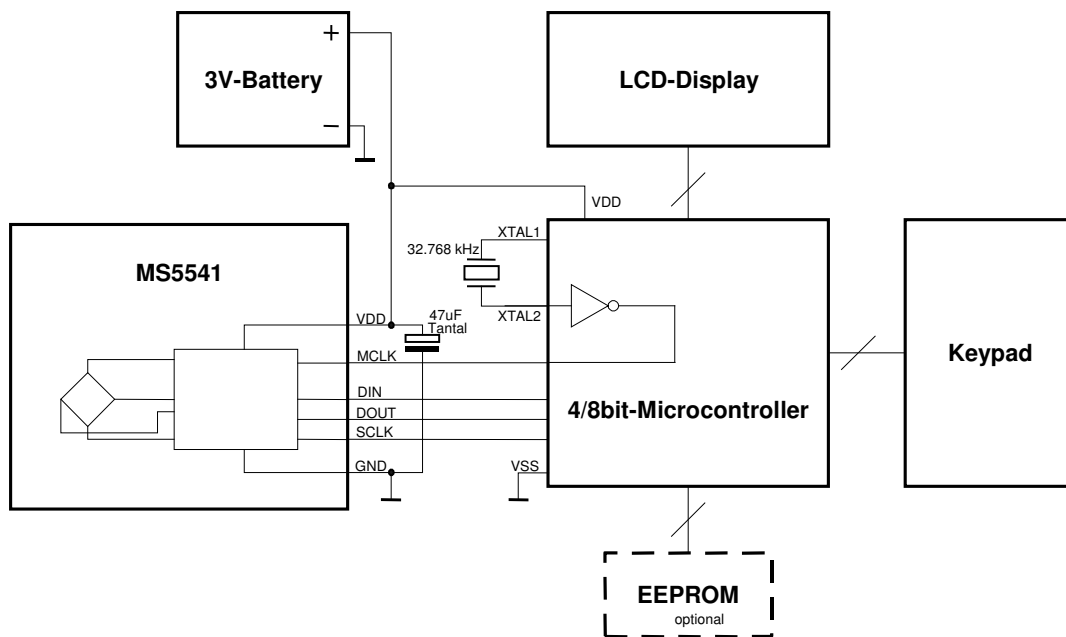 +
3V-Battery
−
LCD-Display
VDD
XTAL1
32.768 kHz
MS5541
XTAL2
47uF
Tantal
VDD
MCLK
Keypad
DIN
4/8bit-Microcontroller
DOUT
SCLK
GND
VSS
EEPROM
optional